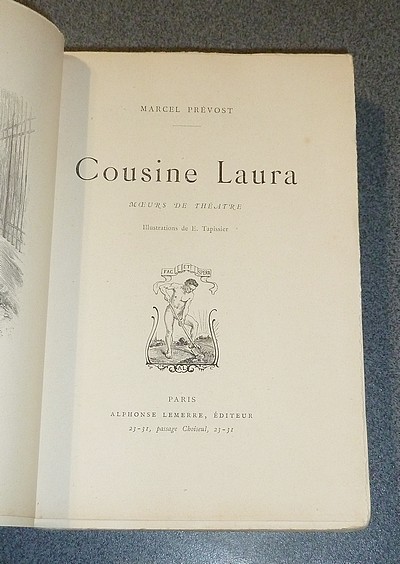 MARCEL PRÉVOST
Cousine Laura
MŒURS DE THÉATRE
Illustrations de E. Tapissier
FAC ET SPERA
AL
PARIS
ALPHONSE LEMERRE, ÉDITEUR
23-31, passage Choiseul, 23-31